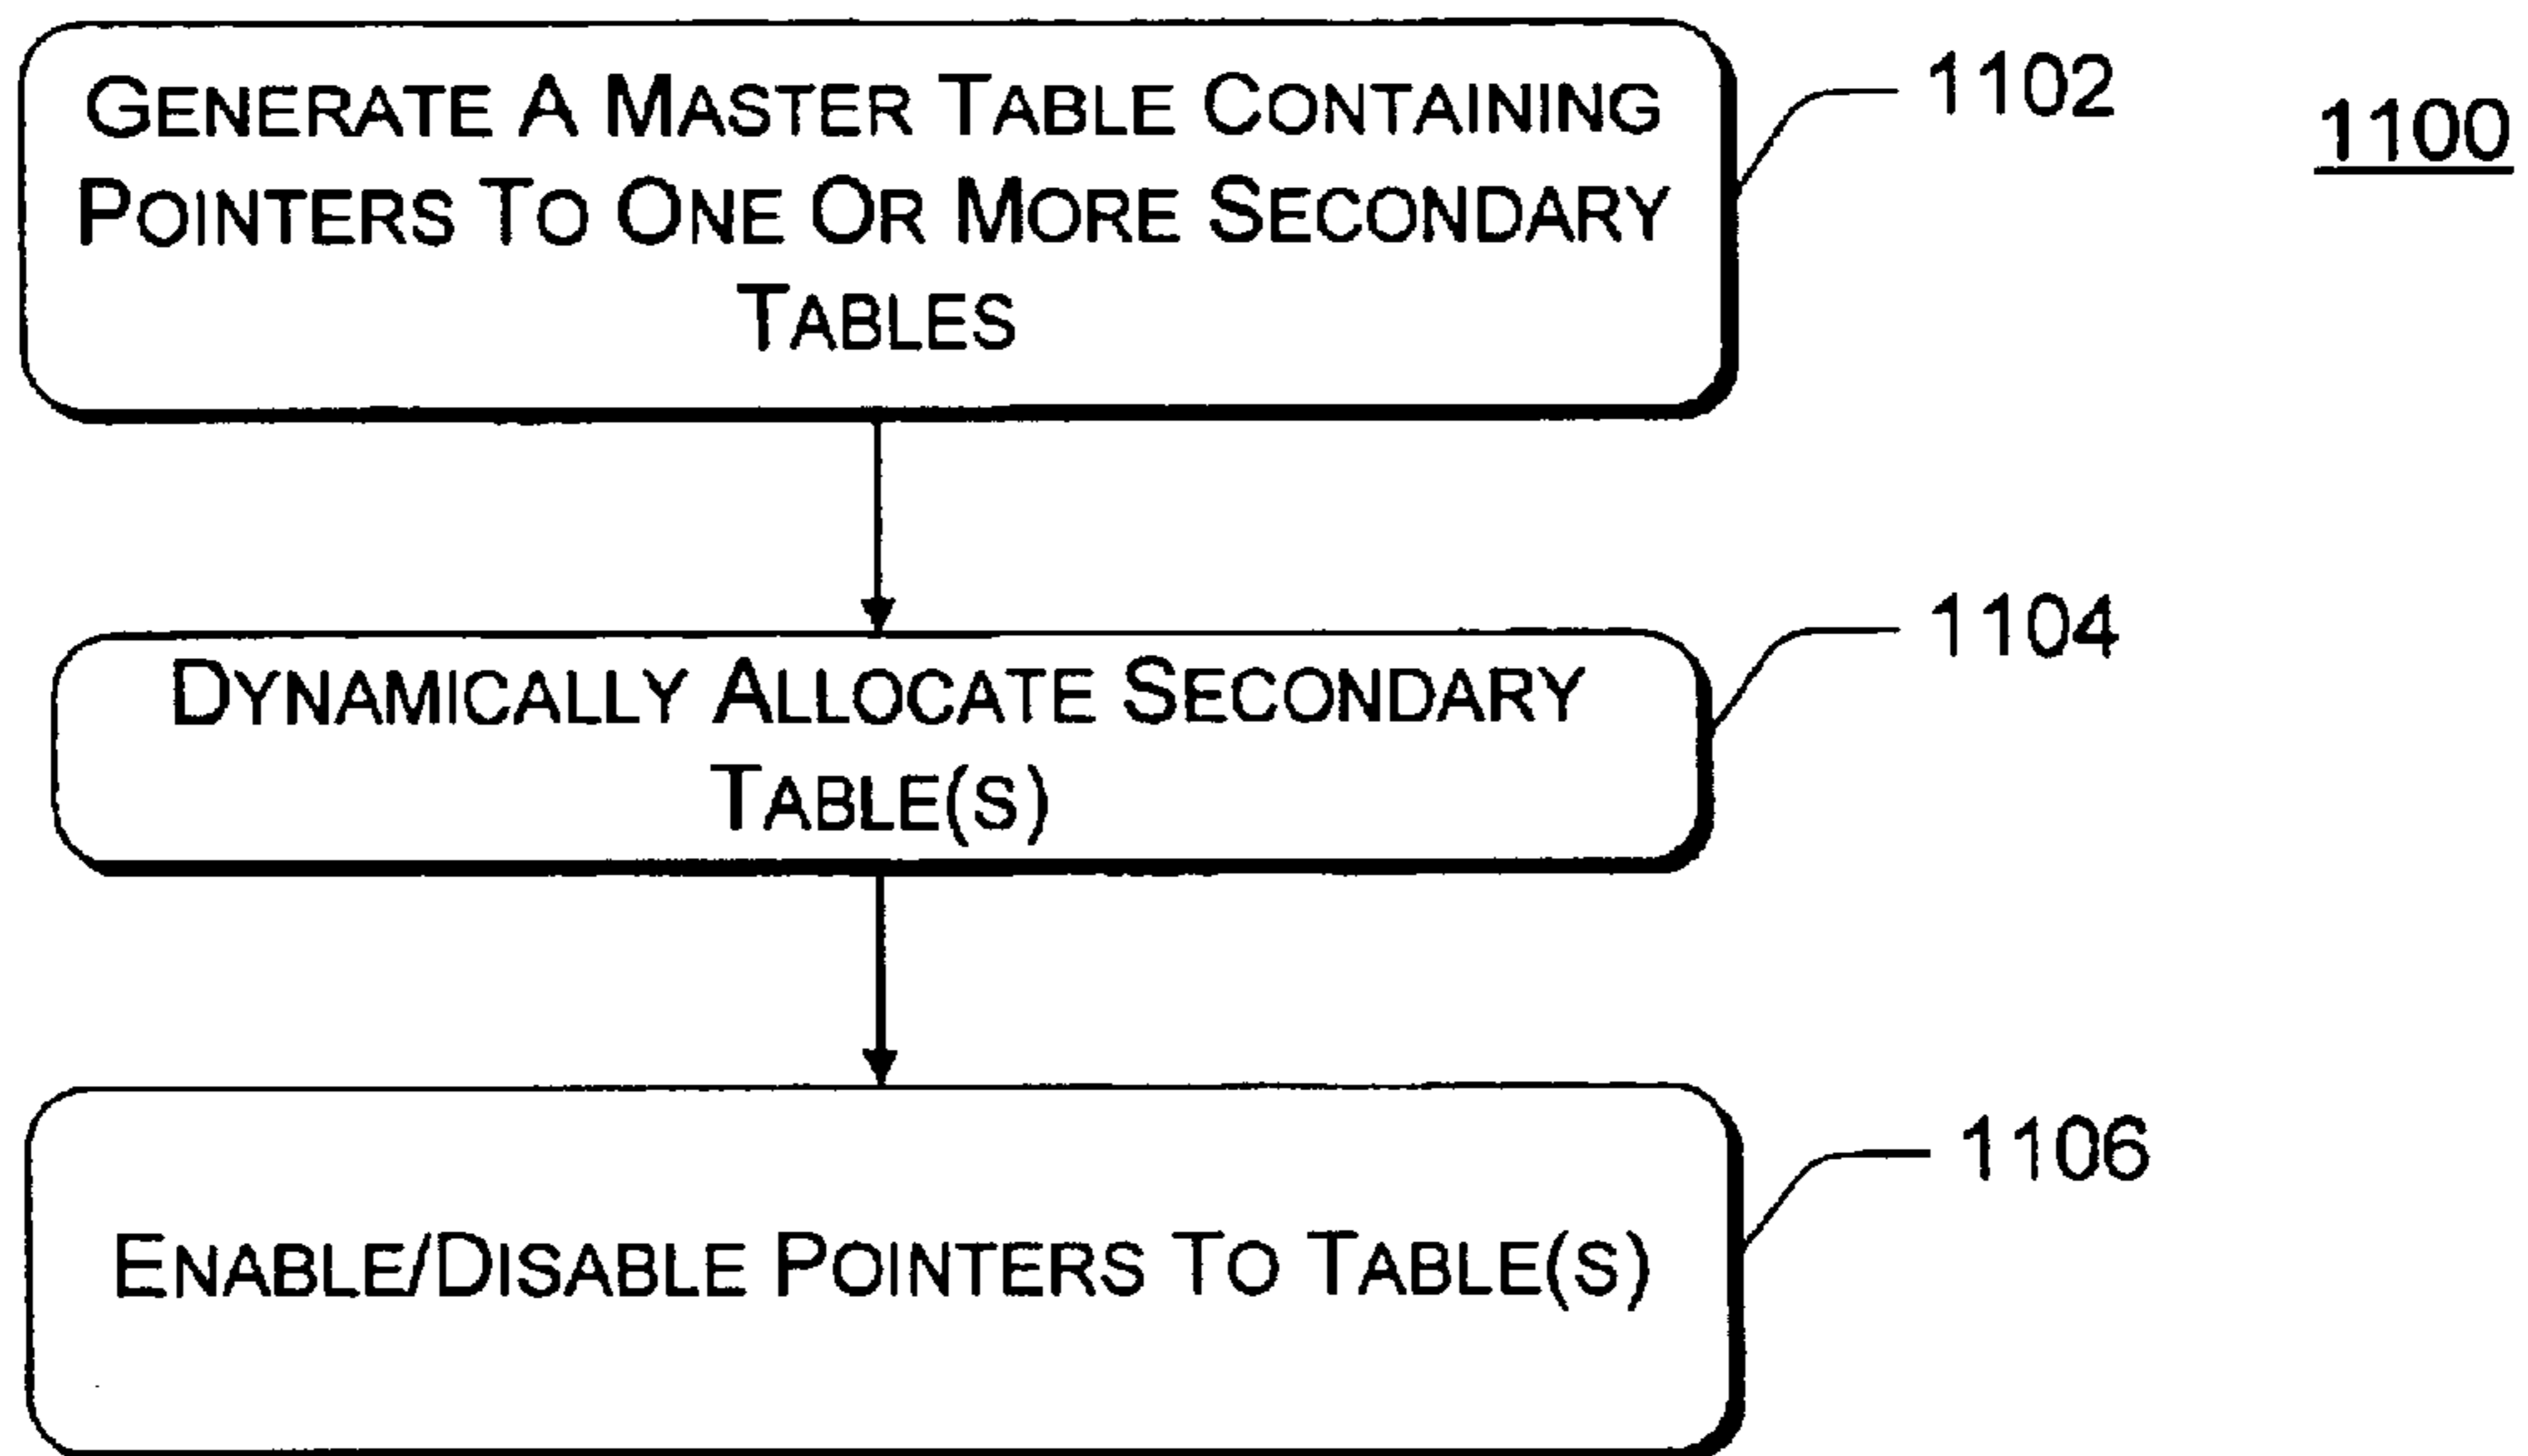 GENERATE A MASTER TABLE CONTAINING
POINTERS TO ONE OR MORE SECONDARY
TABLES
1102
1100
DYNAMICALLY ALLOCATE SECONDARY
TABLE(S)
1104
ENABLE/DISABLE POINTERS TO TABLE(S)
1106